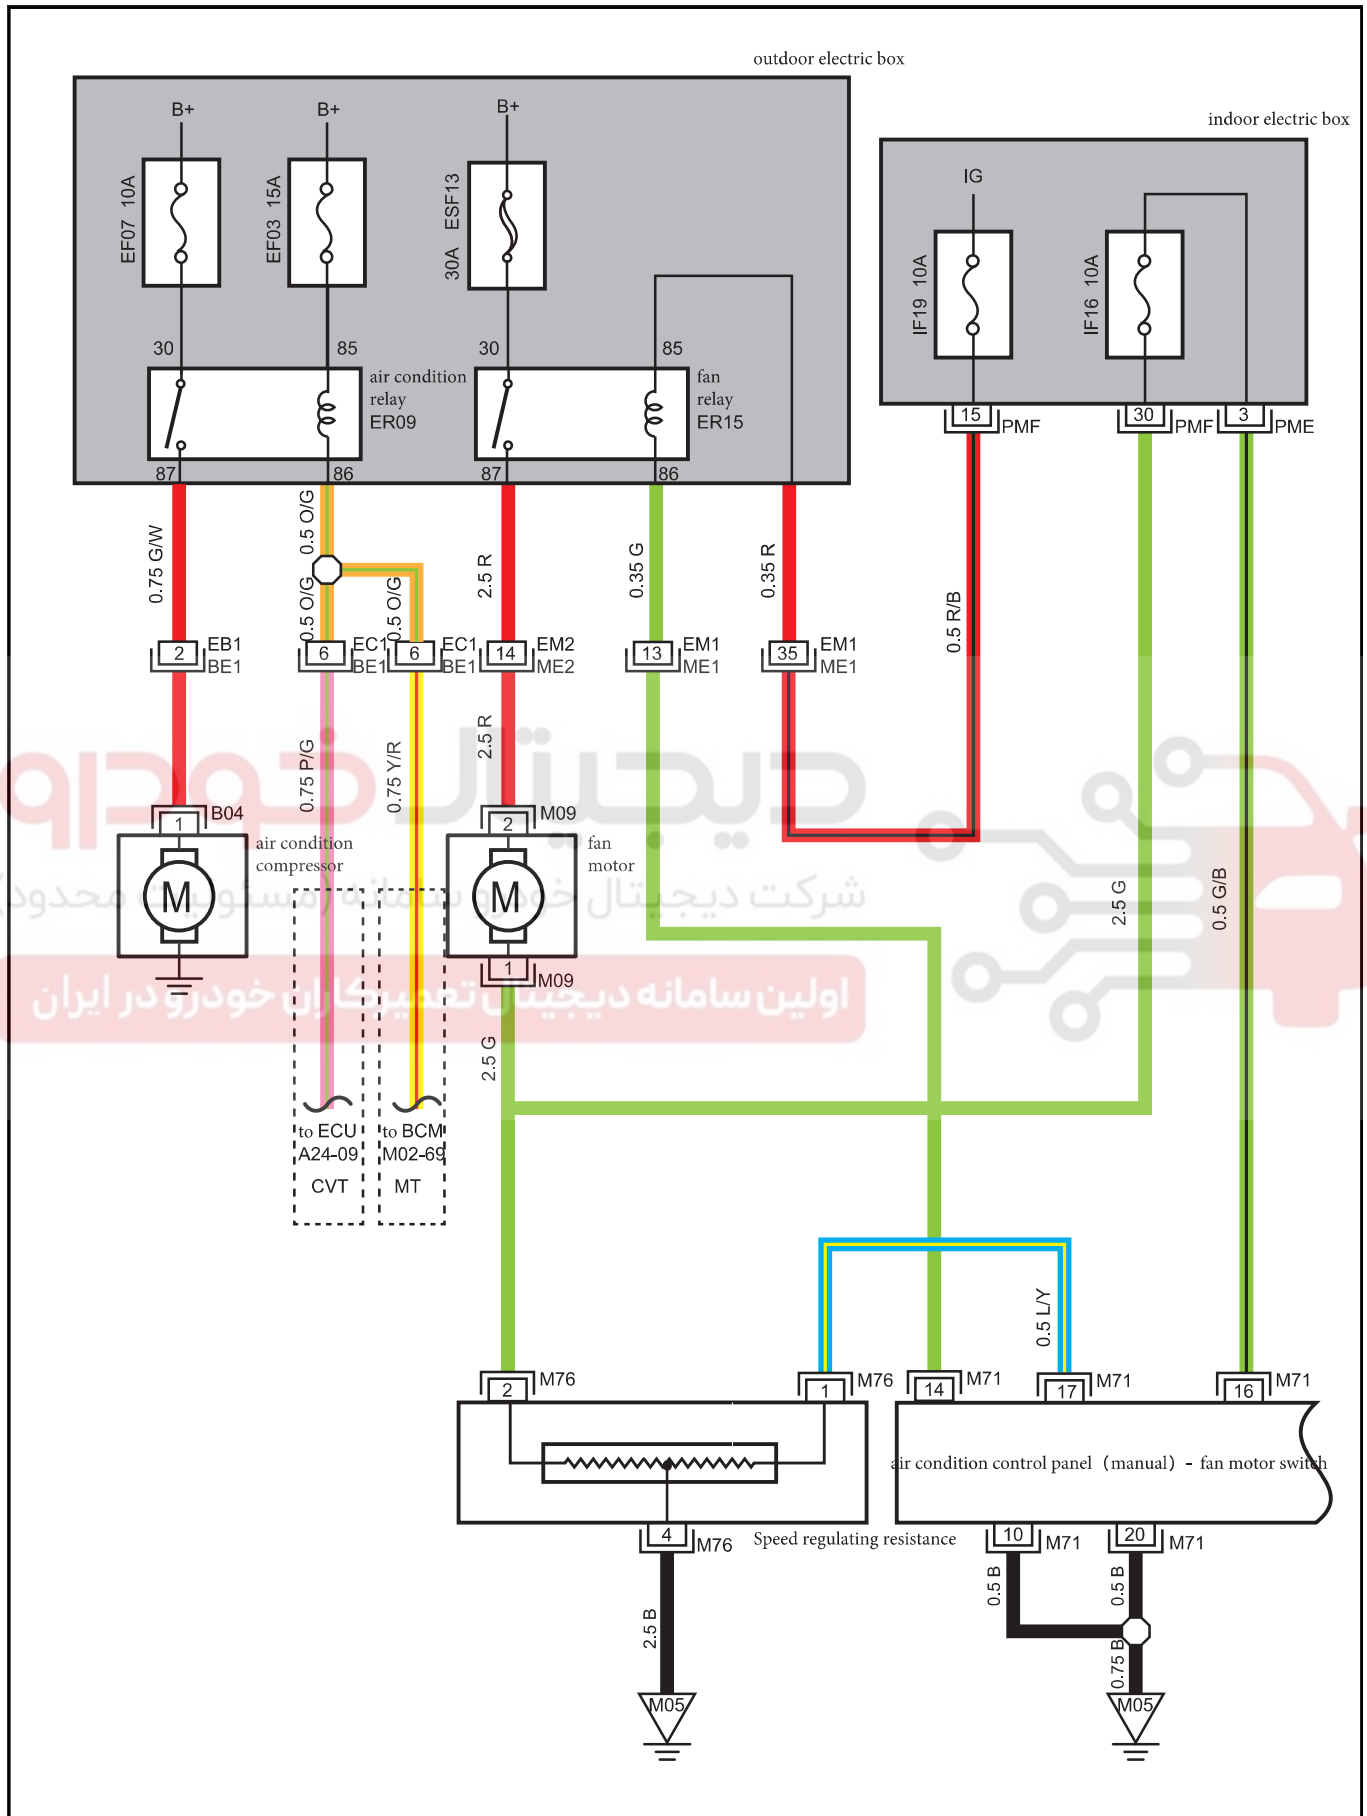 outdoor electric box
indoor electric box
B+
B+
B+
IG
EF07 10A
EF03 15A
30A ESF13
IF19 10A
IF16 10A
30
85
30
85
air condition
relay
ER09
fan
relay
ER15
87
86
87
86
15
PMF
30
PMF
3
PME
0.75 G/W
0.5 O/G
0.5 O/G
0.5 O/G
2.5 R
0.35 G
0.35 R
0.5 R/B
2
EB1
BE1
6
EC1
BE1
6
EC1
BE1
14
EM2
ME2
13
EM1
ME1
35
EM1
ME1
0.75 P/G
0.75 Y/R
2.5 R
2.5 G
0.5 G/B
دیجیتال خودرو
شرکت دیجیتال خودرو سامانه (مسئولیت محدود)
اولین سامانه دیجیتال تعمیرکاران خودرو در ایران
1
B04
M
air condition
compressor
2
M09
M
fan
motor
1
M09
2.5 G
to ECU
A24-09
CVT
to BCM
M02-69
MT
0.5 L/Y
2
M76
1
M76
14
M71
17
M71
16
M71
air condition control panel (manual) - fan motor switch
Speed regulating resistance
4
M76
10
M71
20
M71
2.5 B
0.5 B
0.5 B
0.75 B
M05
M05